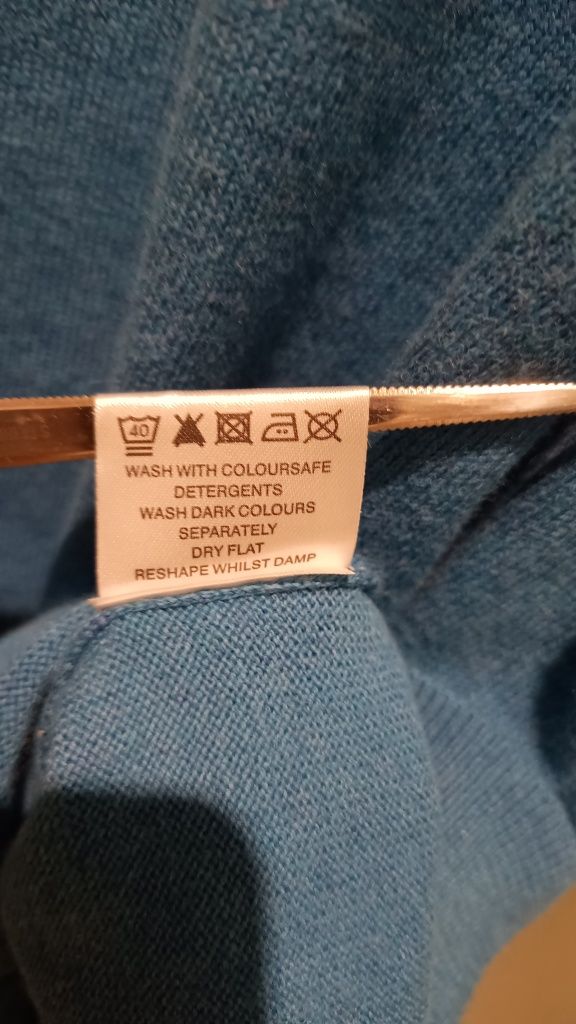 40
WASH WITH COLOURSAFE
DETERGENTS
WASH DARK COLOURS
SEPARATELY
DRY FLAT
RESHAPE WHILST DAMP